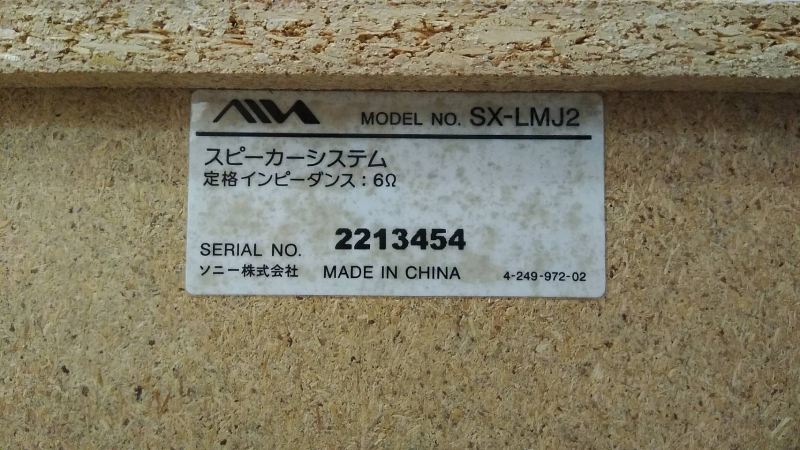 AIWA MODEL NO. SX-LMJ2
スピーカーシステム
定格インピーダンス：6Ω
SERIAL NO. 2213454
ソニー株式会社 MADE IN CHINA 4-249-972-02